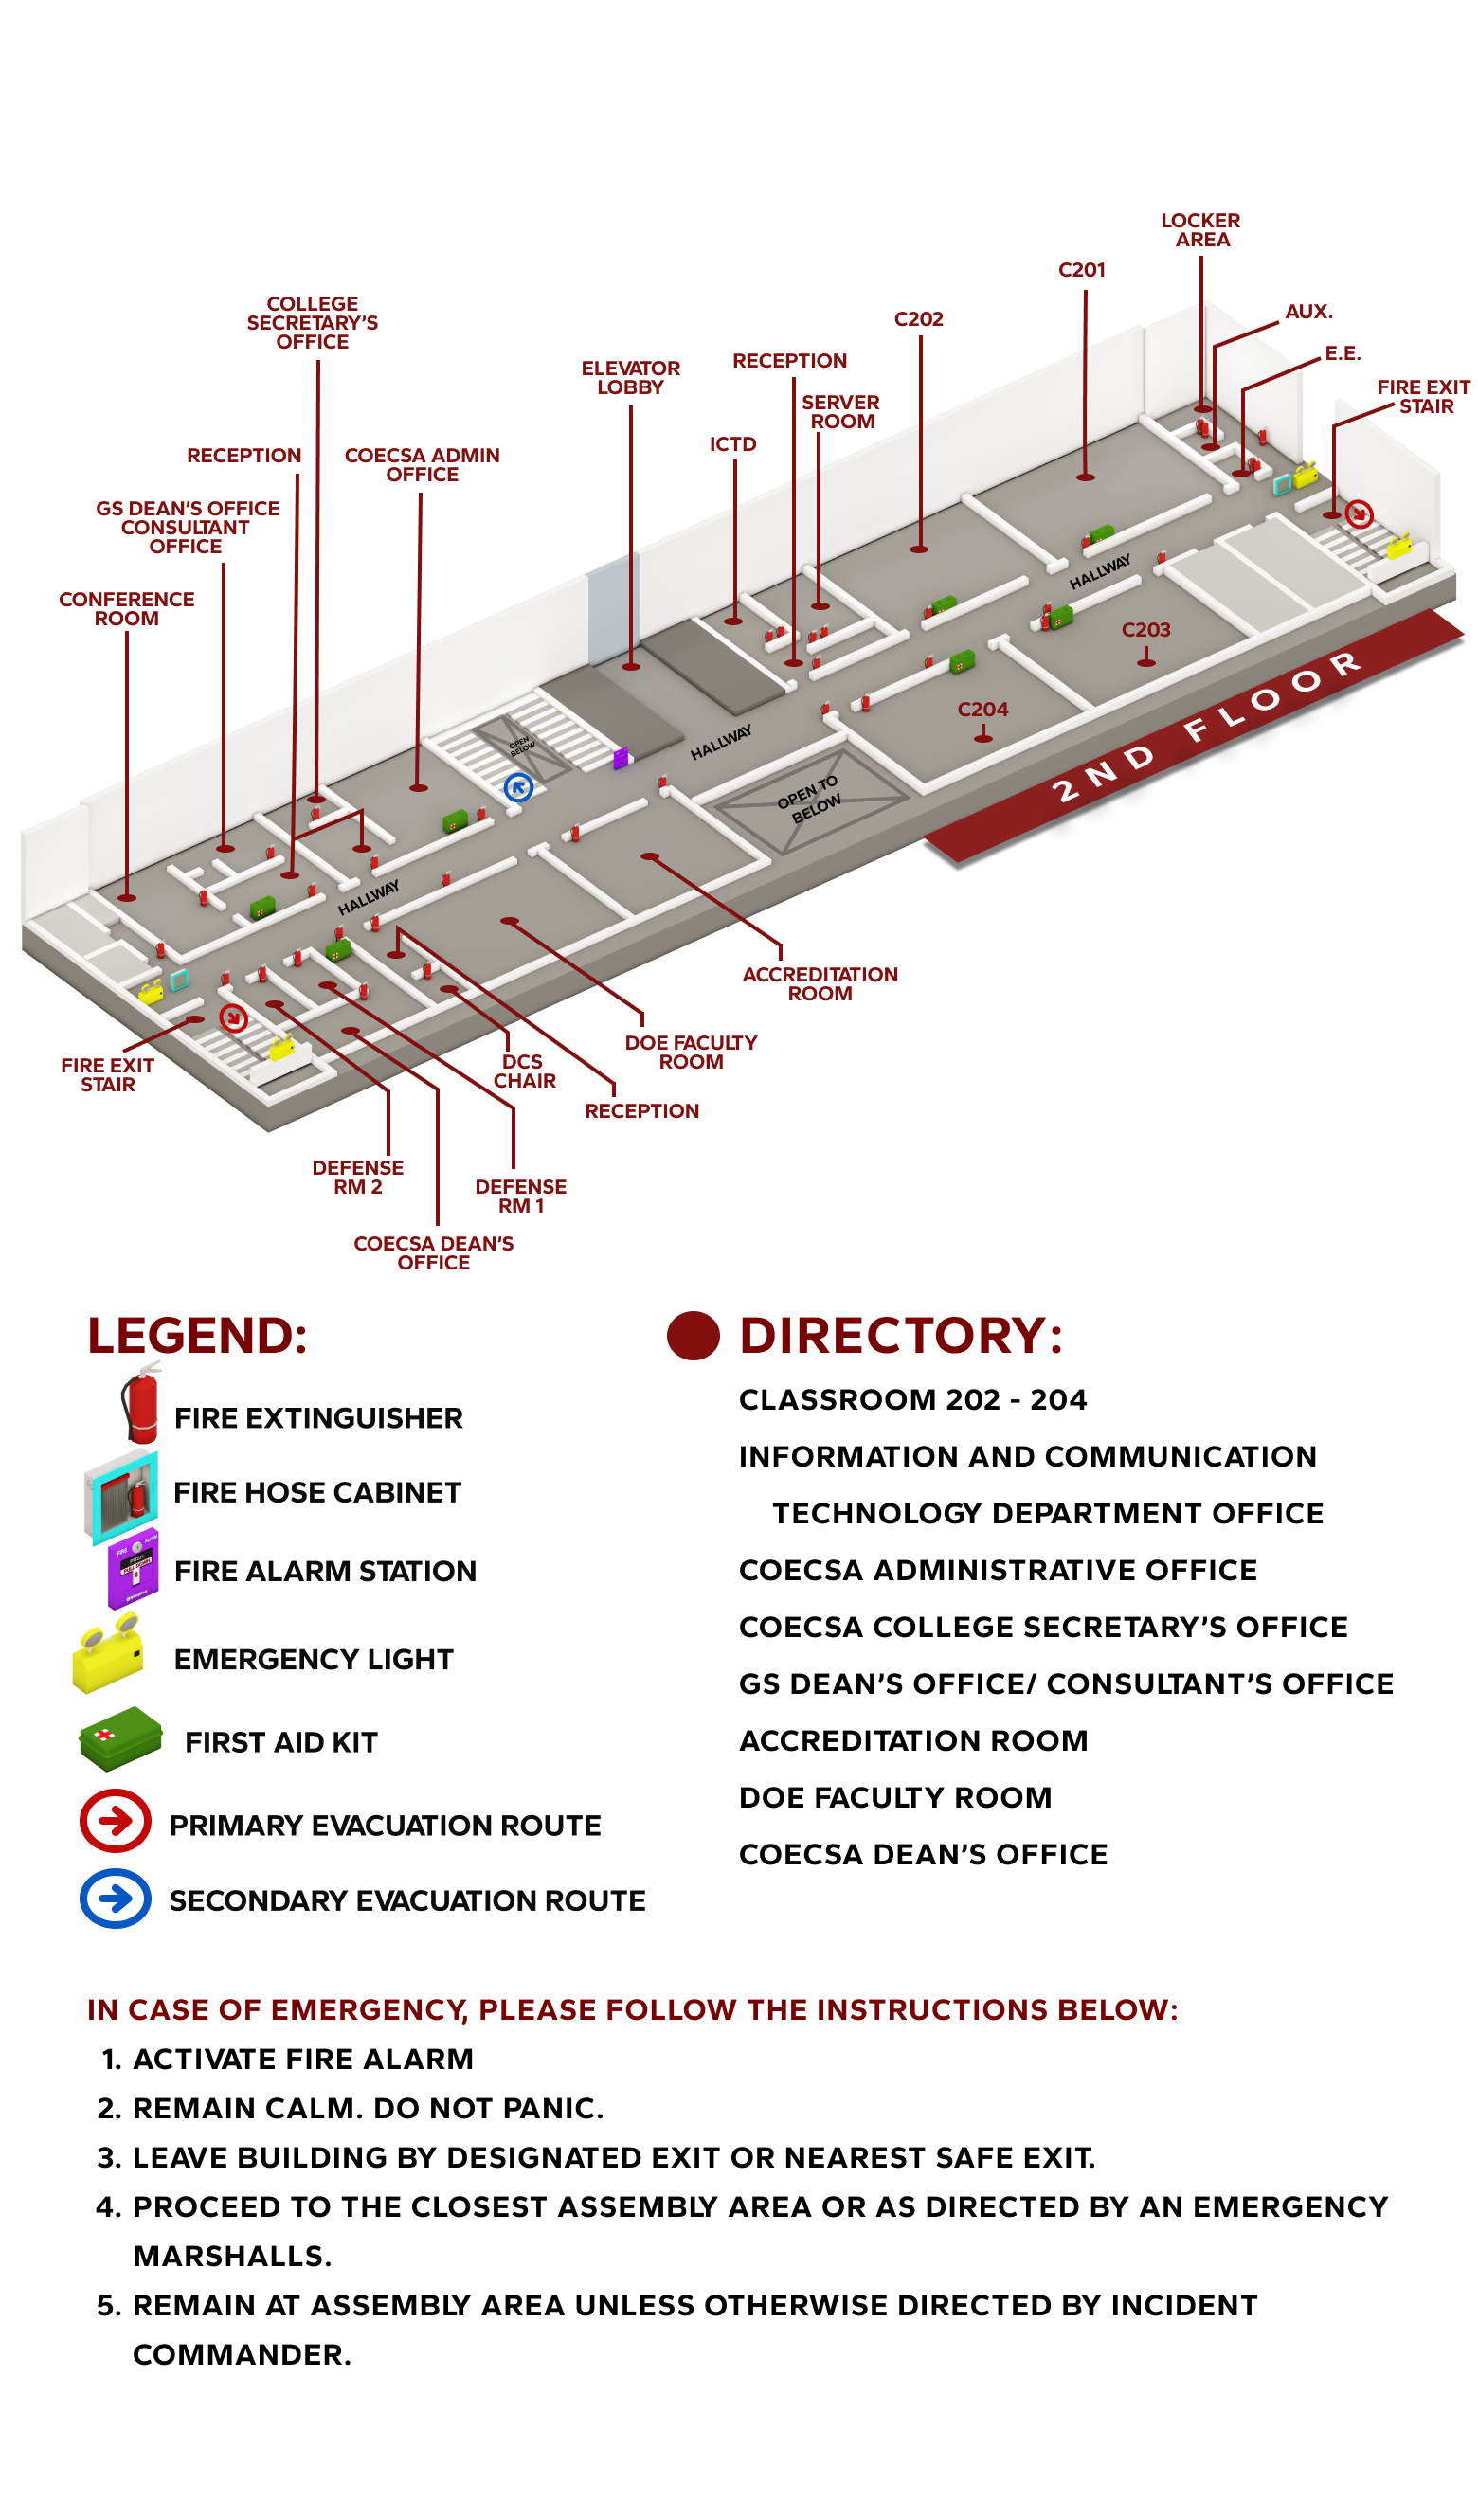 LOCKER
AREA
C201
COLLEGE
SECRETARY'S
OFFICE
AUX.
C202
E.E.
RECEPTION
ELEVATOR
LOBBY
FIRE EXIT
STAIR
SERVER
ROOM
ICTD
RECEPTION
COECSA ADMIN
OFFICE
GS DEAN'S OFFICE
CONSULTANT
OFFICE
CONFERENCE
ROOM
HALLWAY
C203
2ND FLOOR
C204
OPEN
BELOW
HALLWAY
OPEN TO
BELOW
HALLWAY
ACCREDITATION
ROOM
DOE FACULTY
ROOM
FIRE EXIT
STAIR
DCS
CHAIR
RECEPTION
DEFENSE
RM 2
DEFENSE
RM 1
COECSA DEAN'S
OFFICE
LEGEND:
FIRE EXTINGUISHER
FIRE HOSE CABINET
FIRE
PUSH
PULL DOWN
FIRE ALARM STATION
EMERGENCY LIGHT
FIRST AID KIT
PRIMARY EVACUATION ROUTE
SECONDARY EVACUATION ROUTE
DIRECTORY:
CLASSROOM 202 - 204
INFORMATION AND COMMUNICATION
TECHNOLOGY DEPARTMENT OFFICE
COECSA ADMINISTRATIVE OFFICE
COECSA COLLEGE SECRETARY'S OFFICE
GS DEAN'S OFFICE/ CONSULTANT'S OFFICE
ACCREDITATION ROOM
DOE FACULTY ROOM
COECSA DEAN'S OFFICE
IN CASE OF EMERGENCY, PLEASE FOLLOW THE INSTRUCTIONS BELOW:
1. ACTIVATE FIRE ALARM
2. REMAIN CALM. DO NOT PANIC.
3. LEAVE BUILDING BY DESIGNATED EXIT OR NEAREST SAFE EXIT.
4. PROCEED TO THE CLOSEST ASSEMBLY AREA OR AS DIRECTED BY AN EMERGENCY
MARSHALLS.
5. REMAIN AT ASSEMBLY AREA UNLESS OTHERWISE DIRECTED BY INCIDENT
COMMANDER.